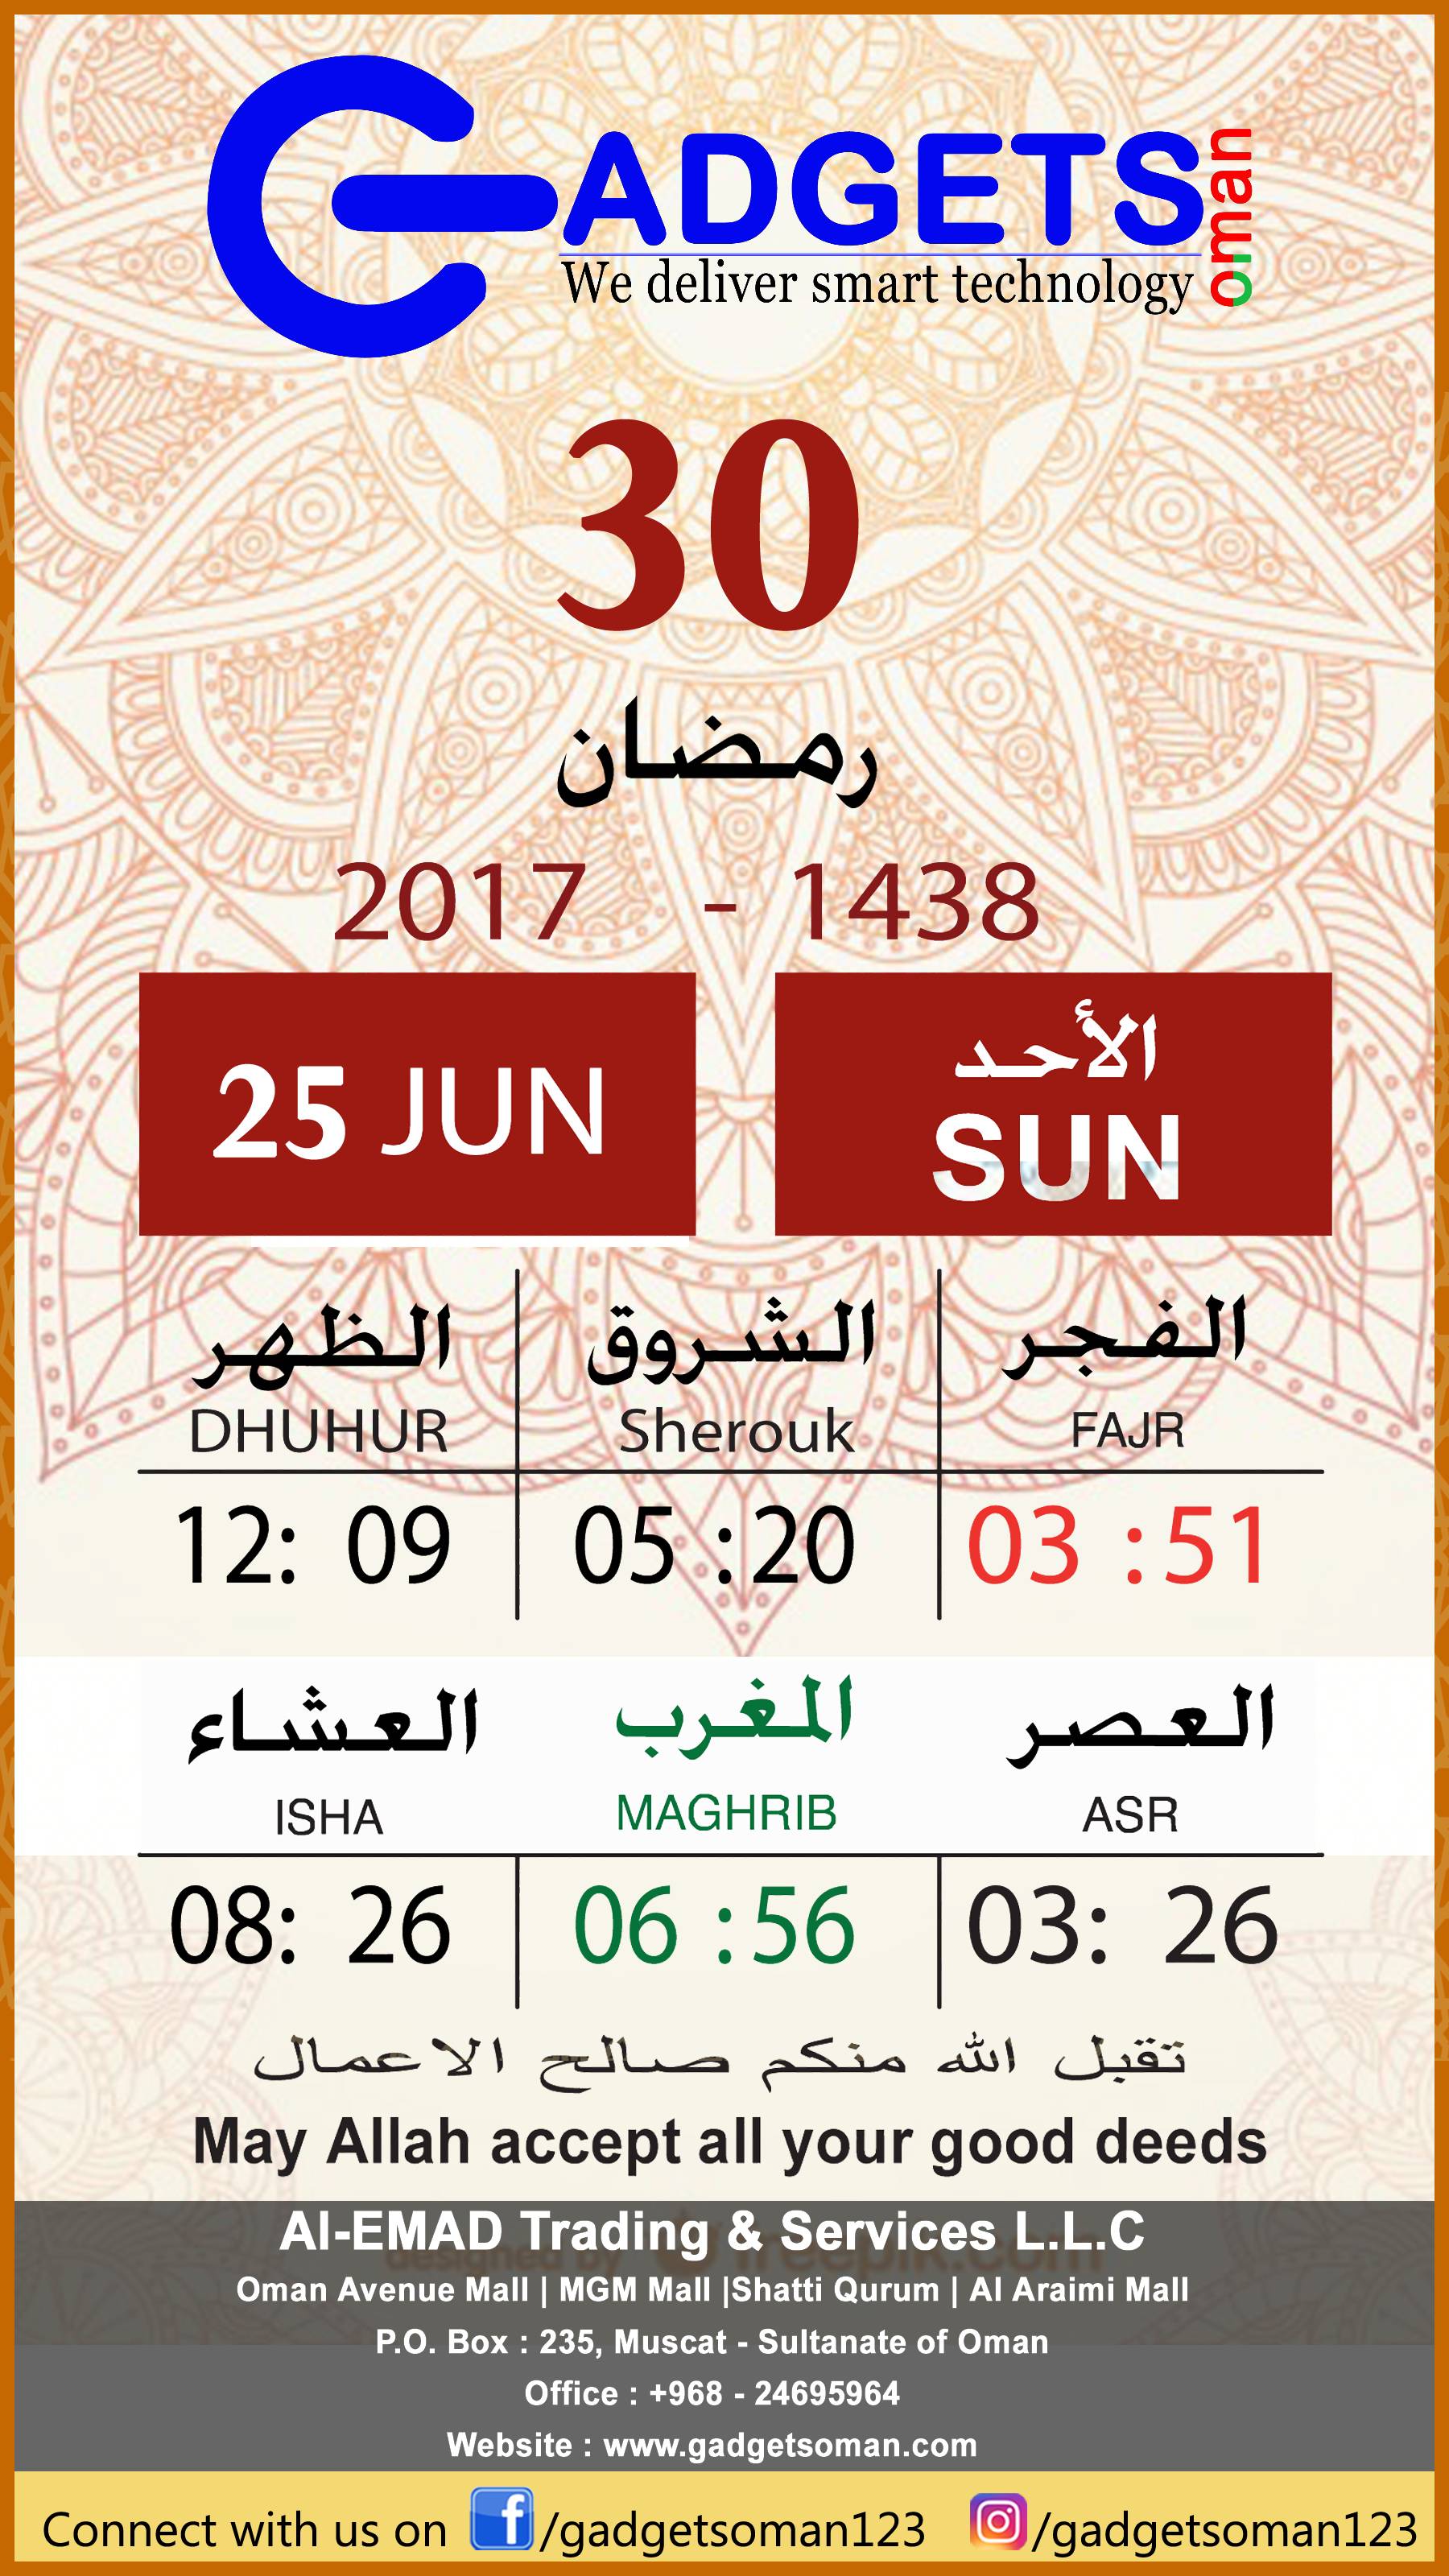 GADGETS oman
We deliver smart technology
30
رمضان
2017 - 1438
25 JUN
الأحد
SUN
الظهر الشروق الفجر
DHUHUR Sherouk FAJR
12: 09 05 :20 03 :51
العشاء المغرب العصر
ISHA MAGHRIB ASR
08: 26 06 :56 03: 26
تقبل الله منكم صالح الاعمال
May Allah accept all your good deeds
Al-EMAD Trading & Services L.L.C
designed by freepik.com
Oman Avenue Mall | MGM Mall |Shatti Qurum | Al Araimi Mall
P.O. Box : 235, Muscat - Sultanate of Oman
Office : +968 - 24695964
Website : www.gadgetsoman.com
Connect with us on f /gadgetsoman123 /gadgetsoman123